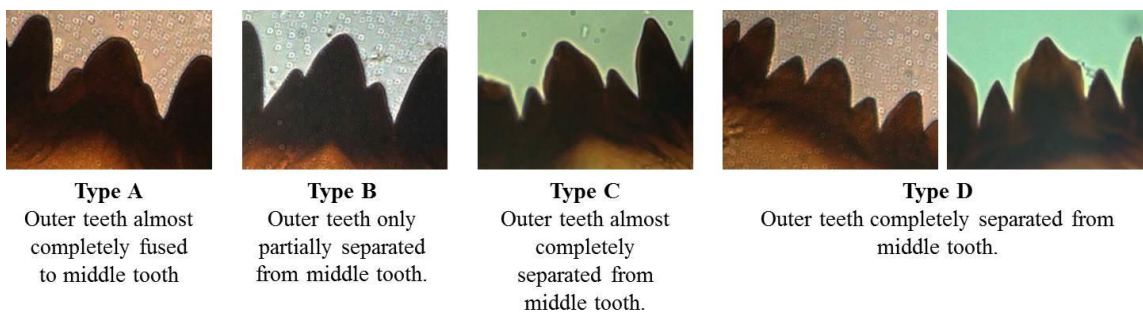 Type A
Outer teeth almost
completely fused
to middle tooth
Type B
Outer teeth only
partially separated
from middle tooth.
Type C
Outer teeth almost
completely
separated from
middle tooth.
Type D
Outer teeth completely separated from
middle tooth.